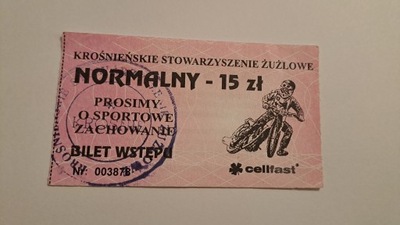 KROŚNIEŃSKIE STOWARZYSZENIE ŻUŻLOWE
NORMALNY - 15 zł
PROSIMY
O SPORTOWE
ZACHOWANIE
BILET WSTĘPU
Nr 003878
cellfast